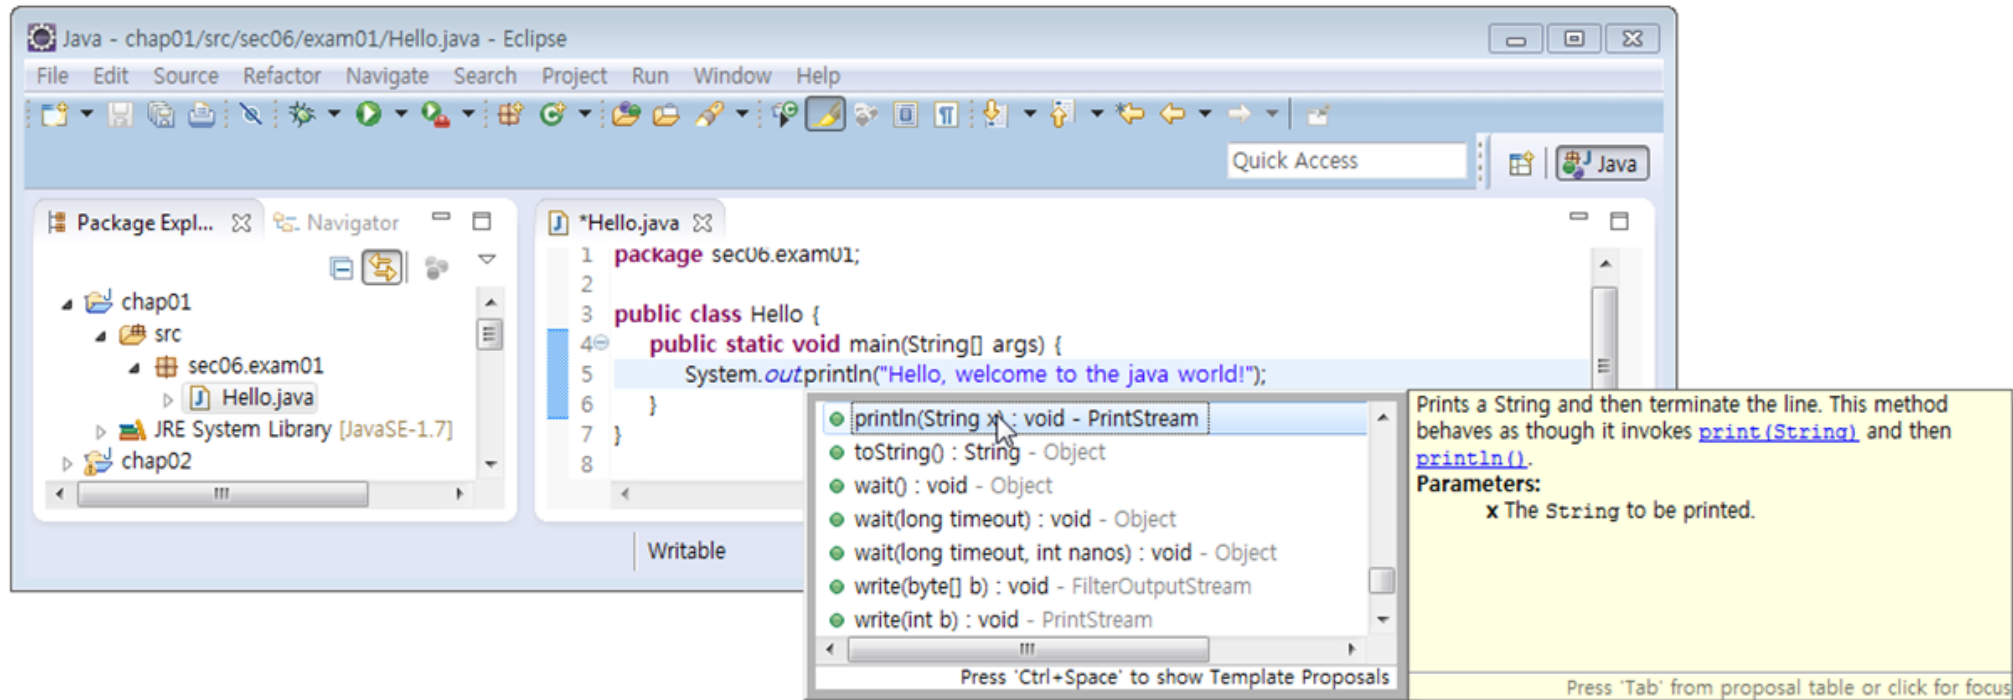 Java - chap01/src/sec06/exam01/Hello.java - Eclipse
File Edit Source Refactor Navigate Search Project Run Window Help
Quick Access
Java
Package Expl...
Navigator
chap01
src
sec06.exam01
Hello.java
JRE System Library [JavaSE-1.7]
chap02
*Hello.java
1 package sec06.exam01;
2
3 public class Hello {
4 public static void main(String[] args) {
5 System.out.println("Hello, welcome to the java world!");
6 }
7 }
8
Writable
println(String x) : void - PrintStream
toString() : String - Object
wait() : void - Object
wait(long timeout) : void - Object
wait(long timeout, int nanos) : void - Object
write(byte[] b) : void - FilterOutputStream
write(int b) : void - PrintStream
Press 'Ctrl+Space' to show Template Proposals
Prints a String and then terminate the line. This method
behaves as though it invokes print(String) and then
println().
Parameters:
x The String to be printed.
Press 'Tab' from proposal table or click for focus